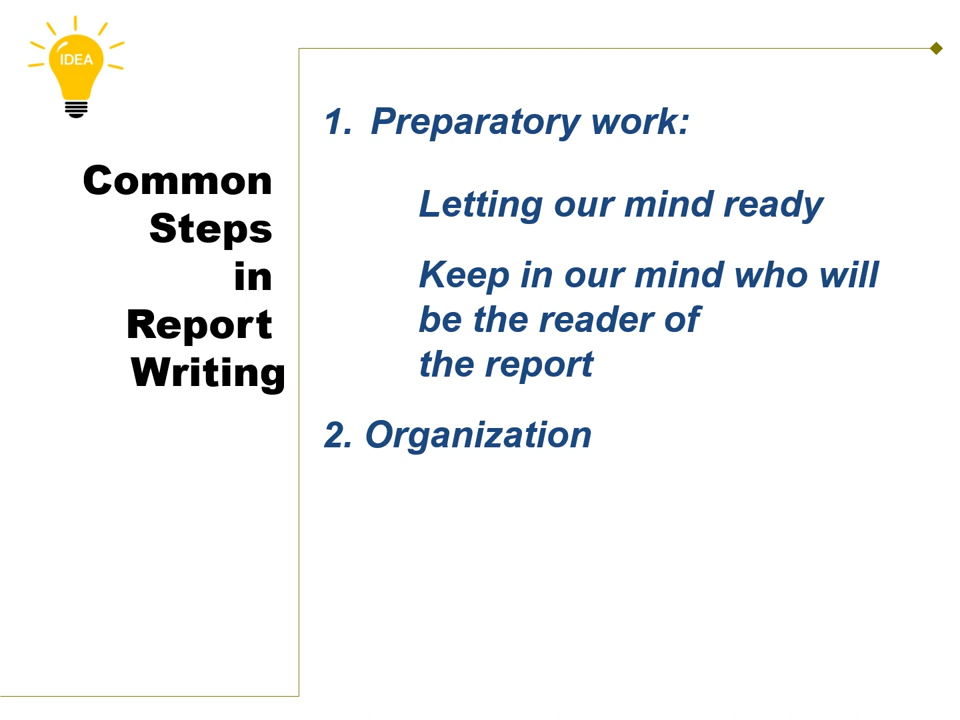 IDEA
Common
Steps
in
Report
Writing
1. Preparatory work:
Letting our mind ready
Keep in our mind who will
be the reader of
the report
2. Organization